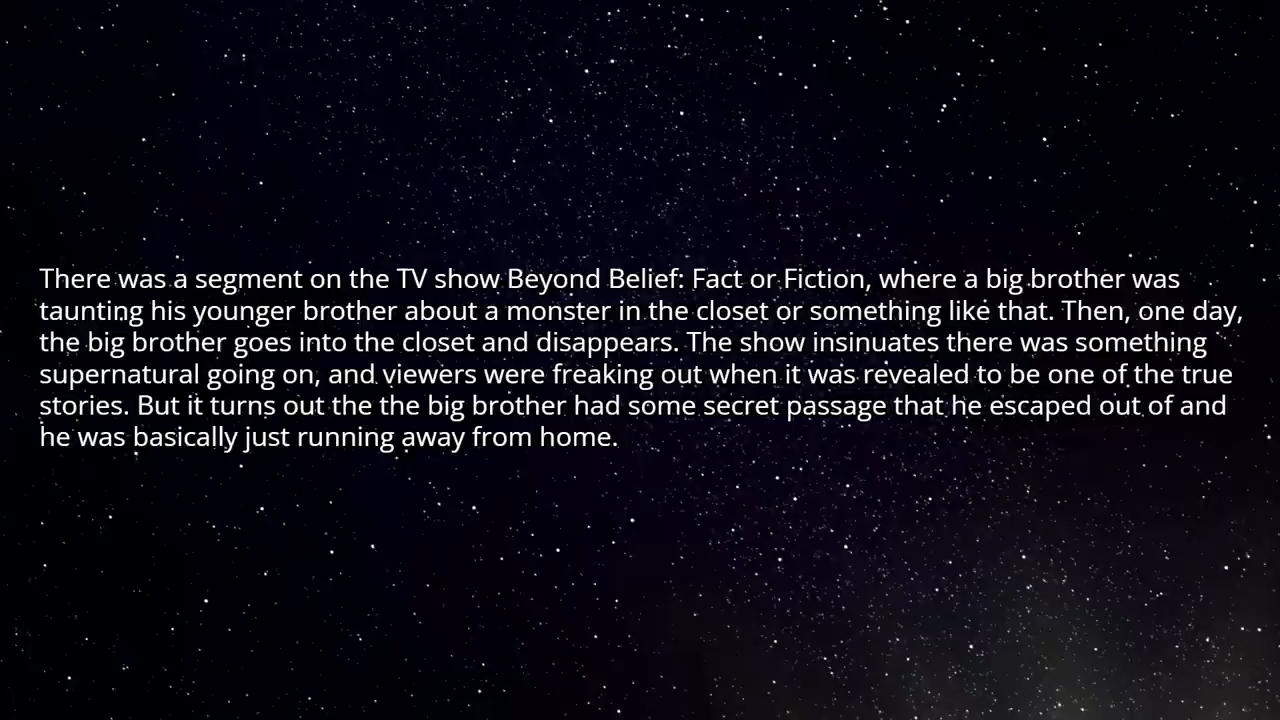 There was a segment on the TV show Beyond Belief: Fact or Fiction, where a big brother was
taunting his younger brother about a monster in the closet or something like that. Then, one day,
the big brother goes into the closet and disappears. The show insinuates there was something
supernatural going on, and viewers were freaking out when it was revealed to be one of the true
stories. But it turns out the the big brother had some secret passage that he escaped out of and
he was basically just running away from home.